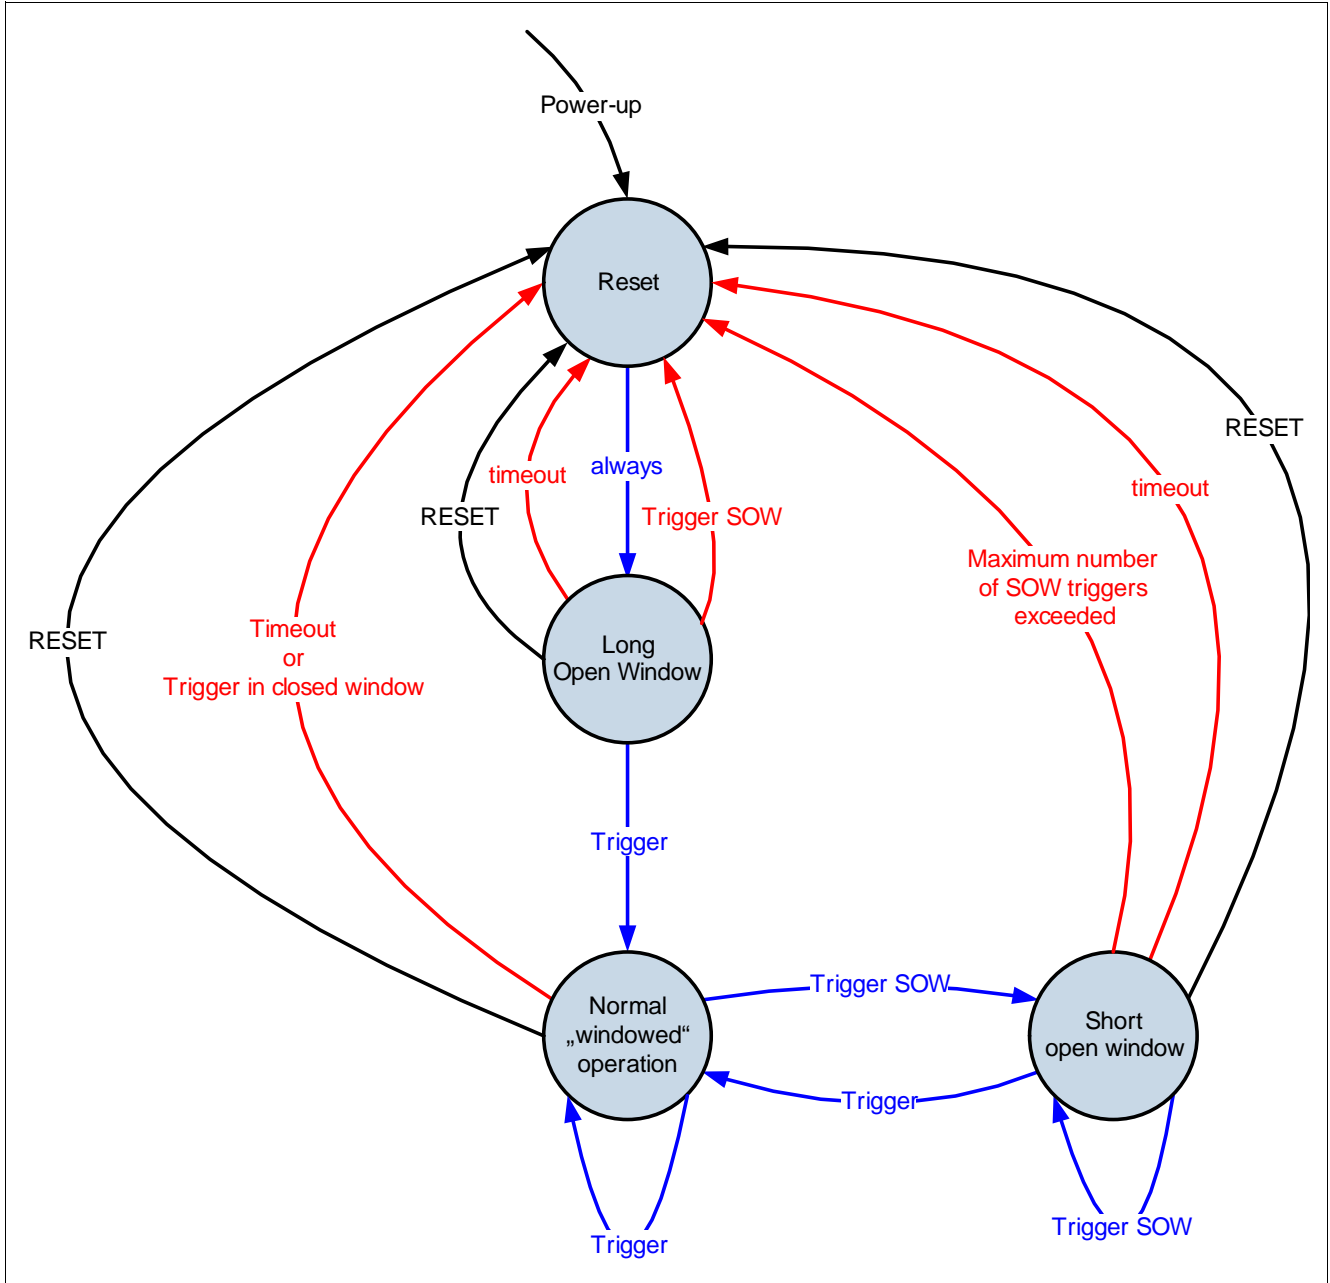 Power-up
Reset
RESET
timeout
always
RESET
timeout
Trigger SOW
Maximum number
of SOW triggers
exceeded
RESET
Timeout
or
Trigger in closed window
Long
Open Window
Trigger
Normal
„windowed“
operation
Trigger SOW
Short
open window
Trigger
Trigger
Trigger SOW